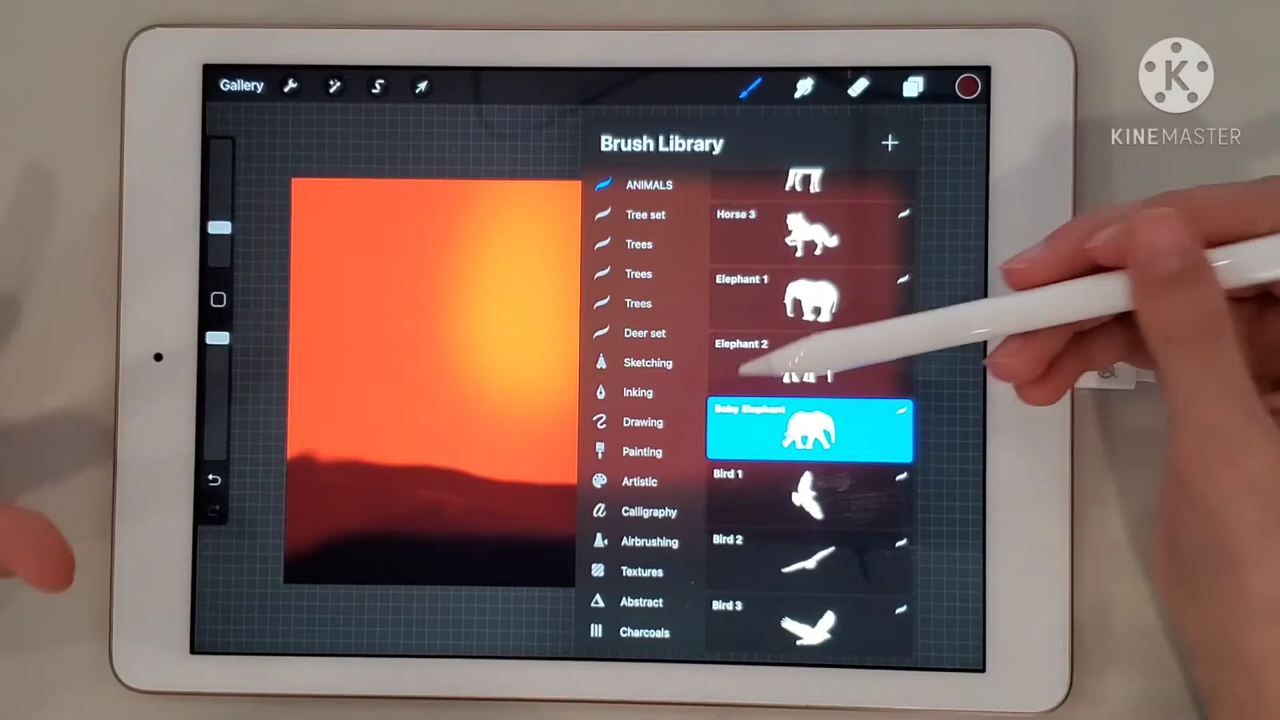 Gallery
Brush Library
ANIMALS
Tree set
Trees
Trees
Trees
Deer set
Sketching
Inking
Drawing
Painting
Artistic
Calligraphy
Airbrushing
Textures
Abstract
Charcoals
Horse 3
Elephant 1
Elephant 2
Baby Elephant
Bird 1
Bird 2
Bird 3
K
KINEMASTER